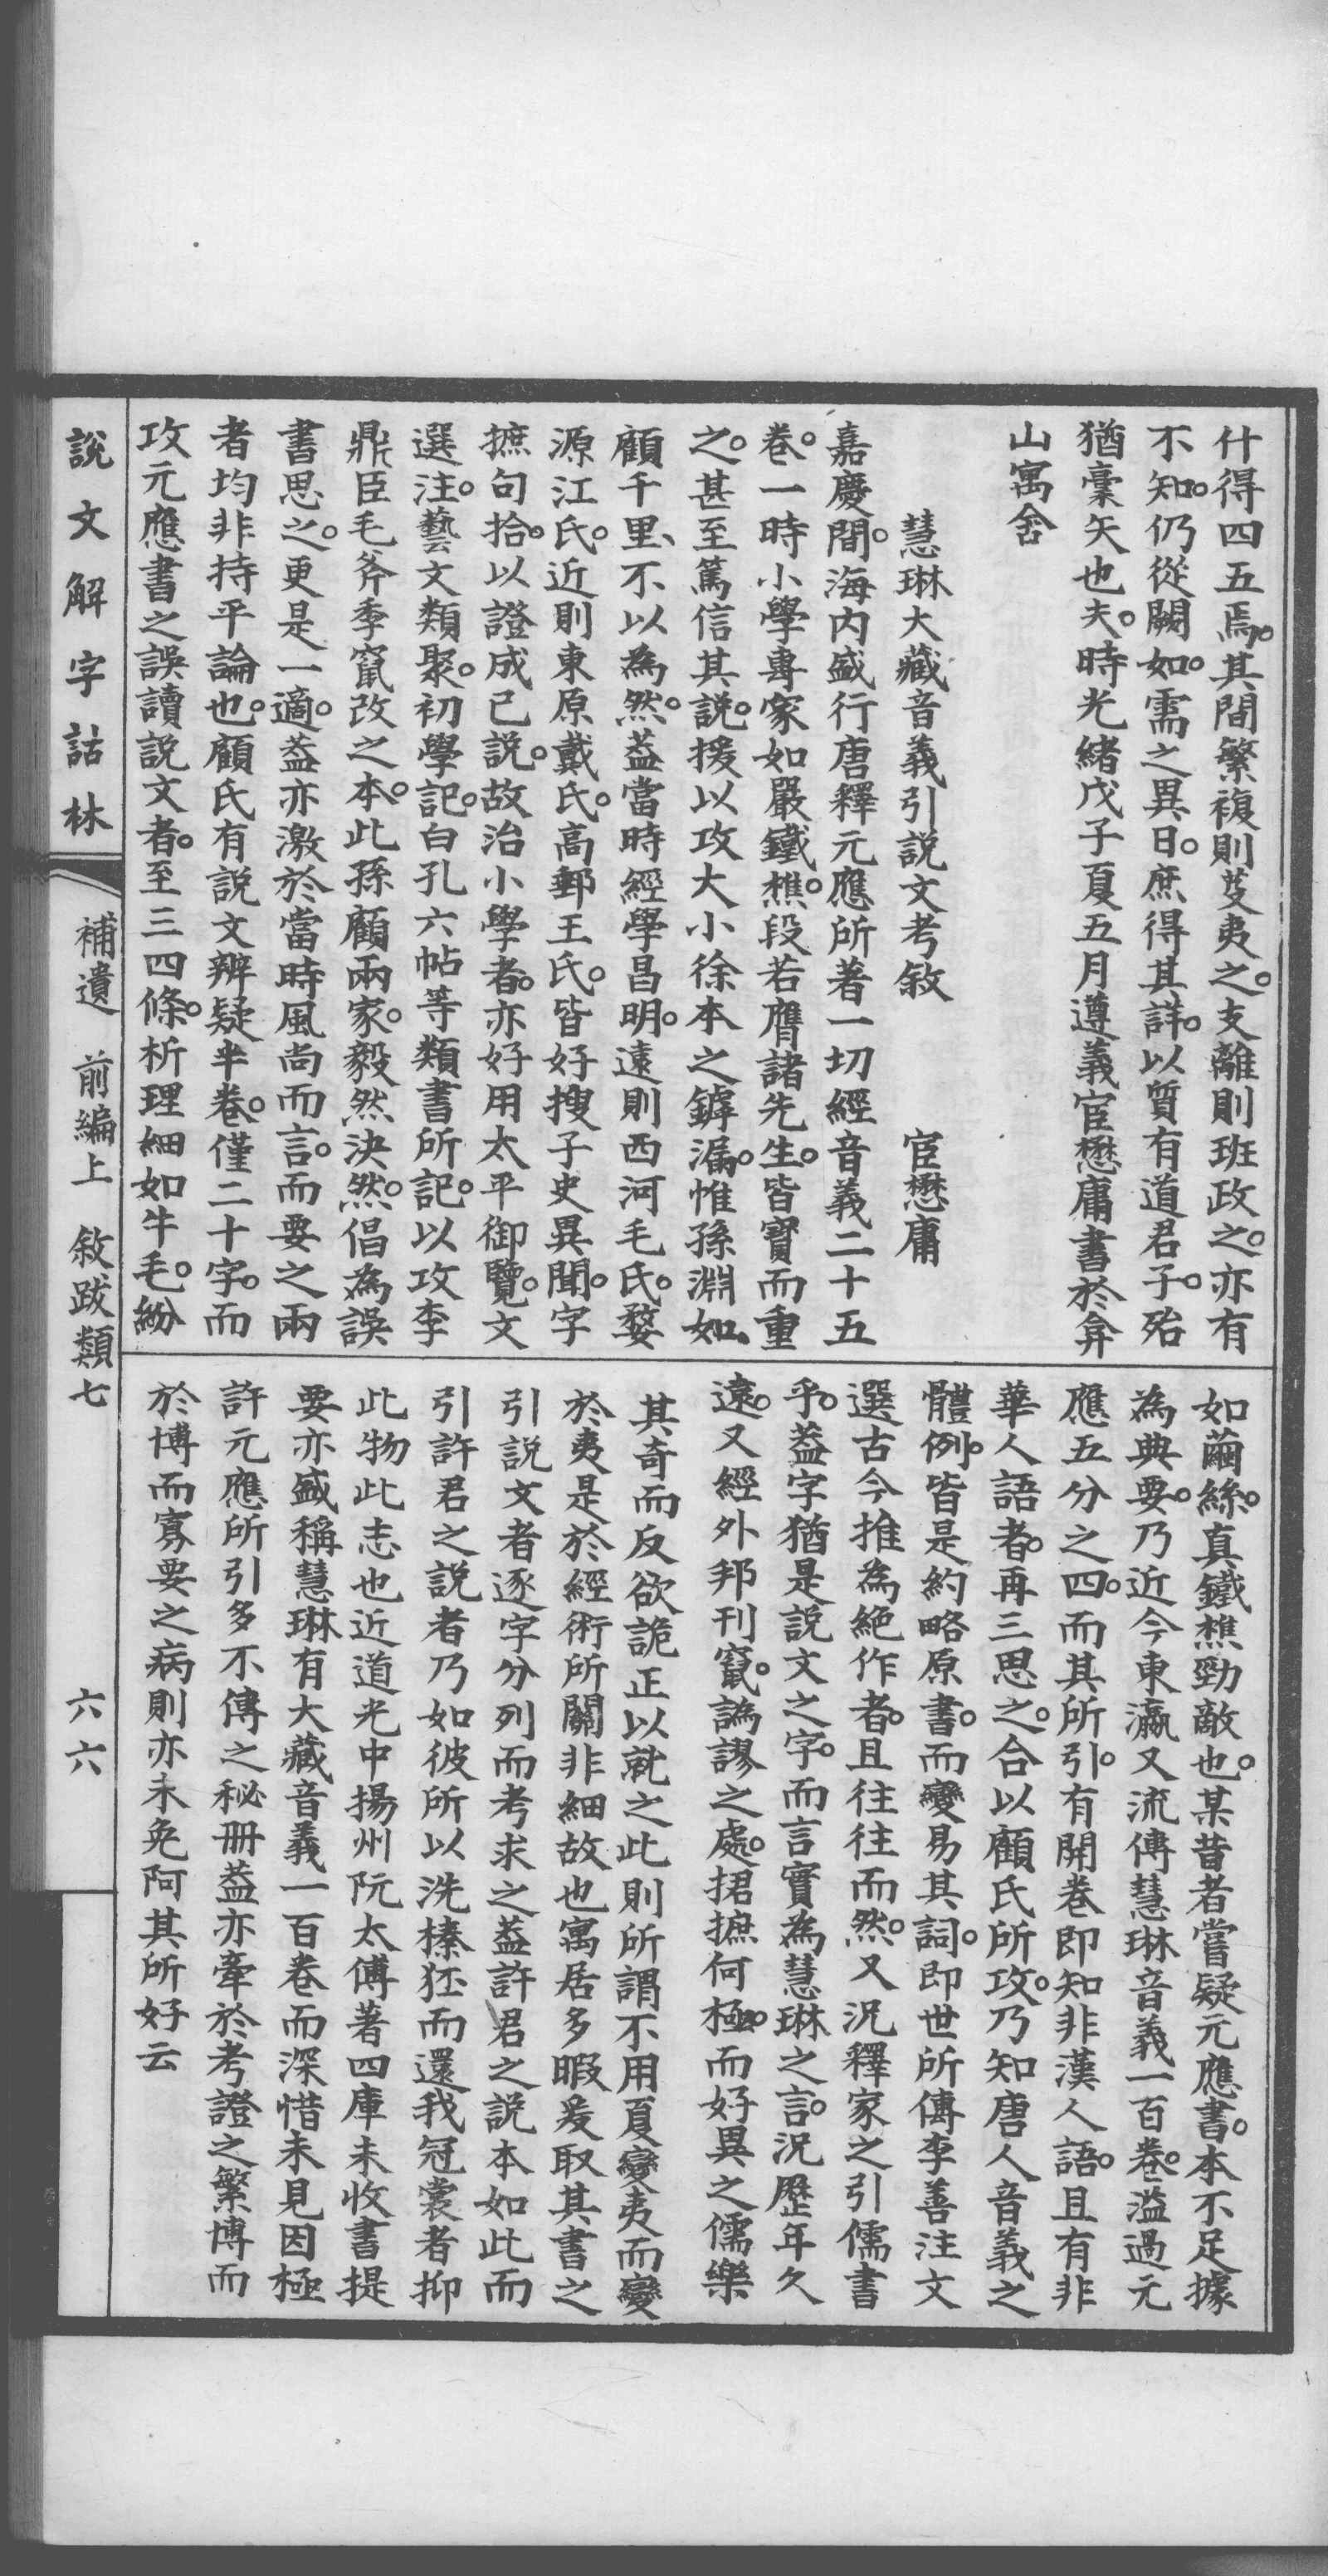 什得四五焉。其間繁複則芟夷之。支離則班政之。亦有
不知。仍從闕如。需之異日。庶得其詳。以質有道君子。殆
猶稾矢也夫。時光緒戊子夏五月遵義宦懋庸書於弇
山寓舍
慧琳大藏音義引説文考敘　宦懋庸
嘉慶間。海内盛行唐釋元應所著一切經音義二十五
卷。一時小學專家如嚴鐵樵。段若膺諸先生。皆寶而重
之。甚至篤信其説。援以攻大小徐本之鏬漏。惟孫淵如、
顧千里、不以為然。葢當時經學昌明。遠則西河毛氏。婺
源江氏。近則東原戴氏。高郵王氏。皆好搜子史異聞。字
摭句拾。以證成已説。故治小學者。亦好用太平御覽。文
選注。藝文類聚。初學記。白孔六帖等類書所記。以攻李
鼎臣毛斧季竄改之本。此孫顧兩家。毅然決然。倡為誤
書思之。更是一適。葢亦激於當時風尚而言。而要之兩
者均非持平論也。顧氏有説文辨疑半卷。僅二十字。而
攻元應書之誤讀説文者。至三四條。析理細如牛毛。紛
如繭絲。真鐵樵勁敵也。某昔者嘗疑元應書。本不足據
為典要。乃近今東瀛又流傳慧琳音義一百卷。溢過元
應五分之四。而其所引。有開卷即知非漢人語。且有非
華人語者。再三思之。合以顧氏所攻。乃知唐人音義之
體例。皆是約略原書。而變易其詞。即世所傳李善注文
選古今推為絶作者。且往往而然。又況釋家之引儒書
乎。葢字猶是説文之字。而言實為慧琳之言。況歷年久
遠。又經外邦刊竄。譌謬之處。捃摭何極。而好異之儒樂
其奇而反欲詭正以就之此則所謂不用夏變夷而變
於夷是於經術所關非細故也寓居多暇爰取其書之
引説文者逐字分列而考求之葢許君之説本如此而
引許君之説者乃如彼所以洗榛狉而還我冠裳者抑
此物此志也近道光中揚州阮太傅著四庫未收書提
要亦盛稱慧琳有大藏音義一百卷而深惜未見因極
許元應所引多不傳之秘冊葢亦牽於考證之繁博而
於博而寡要之病則亦未免阿其所好云
説文解字詁林　補遺　前編上　敘跋類七　六六